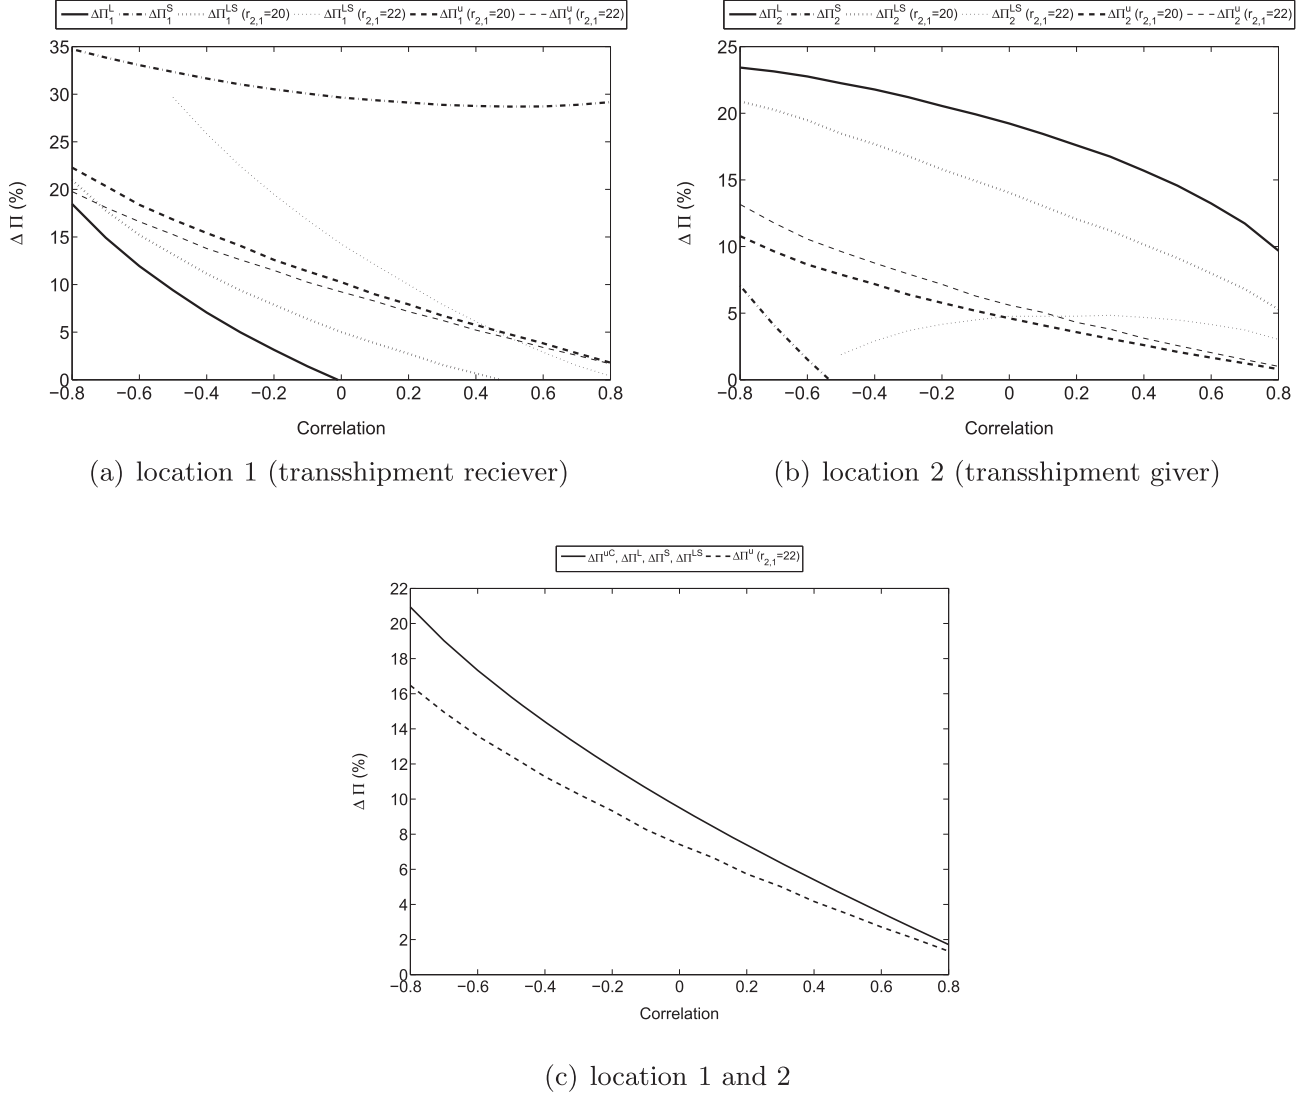 ΔΠ₁ᴸ ΔΠ₁ˢ ΔΠ₁ᴸˢ (r₂,₁=20) ΔΠ₁ᴸˢ (r₂,₁=22) ΔΠ₁ᵘ (r₂,₁=20) ΔΠ₁ᵘ (r₂,₁=22)
35
30
25
20
15
10
5
0
Δ Π (%)
−0.8 −0.6 −0.4 −0.2 0 0.2 0.4 0.6 0.8
Correlation
(a) location 1 (transshipment reciever)
ΔΠ₂ᴸ ΔΠ₂ˢ ΔΠ₂ᴸˢ (r₂,₁=20) ΔΠ₂ᴸˢ (r₂,₁=22) ΔΠ₂ᵘ (r₂,₁=20) ΔΠ₂ᵘ (r₂,₁=22)
25
20
15
10
5
0
Δ Π (%)
−0.8 −0.6 −0.4 −0.2 0 0.2 0.4 0.6 0.8
Correlation
(b) location 2 (transshipment giver)
ΔΠᵘᶜ, ΔΠᴸ, ΔΠˢ, ΔΠᴸˢ ΔΠᵘ (r₂,₁=22)
22
20
18
16
14
12
10
8
6
4
2
0
Δ Π (%)
−0.8 −0.6 −0.4 −0.2 0 0.2 0.4 0.6 0.8
Correlation
(c) location 1 and 2